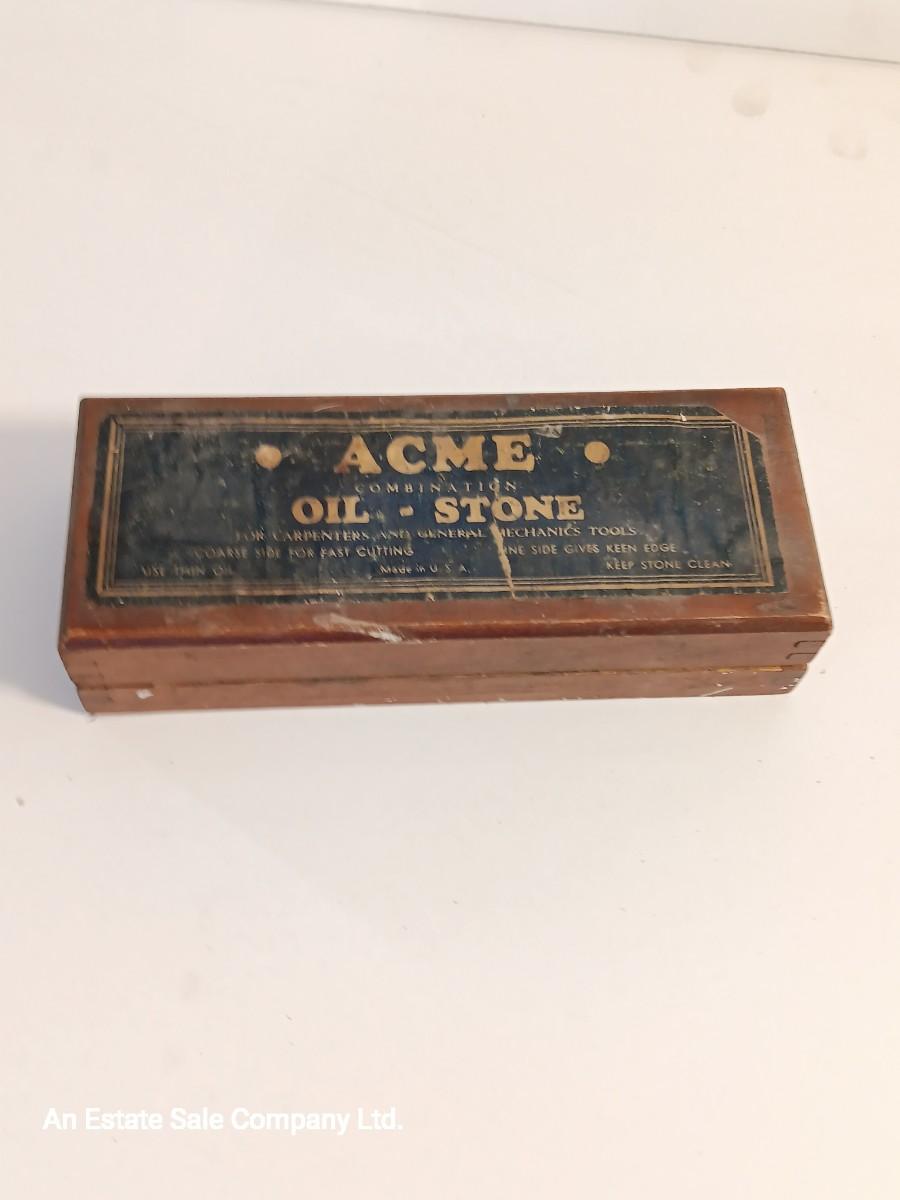 ACME
COMBINATION
OIL - STONE
FOR CARPENTERS AND GENERAL MECHANICS TOOLS
COARSE SIDE FOR FAST CUTTING FINE SIDE GIVES KEEN EDGE
USE THIN OIL Made in U.S.A. KEEP STONE CLEAN
An Estate Sale Company Ltd.